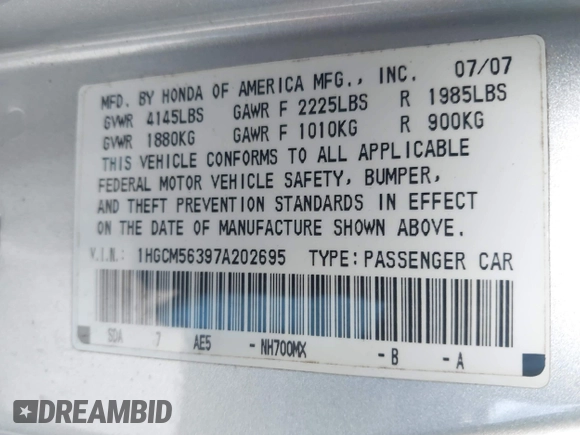 MFD. BY HONDA OF AMERICA MFG., INC. 07/07
GVWR 4145LBS GAWR F 2225LBS R 1985LBS
GVWR 1880KG GAWR F 1010KG R 900KG
THIS VEHICLE CONFORMS TO ALL APPLICABLE
FEDERAL MOTOR VEHICLE SAFETY, BUMPER,
AND THEFT PREVENTION STANDARDS IN EFFECT
ON THE DATE OF MANUFACTURE SHOWN ABOVE.
V.I.N.: 1HGCM56397A202695 TYPE: PASSENGER CAR
SDA 7 AE5 - NH700MX - B - A
DREAMBID